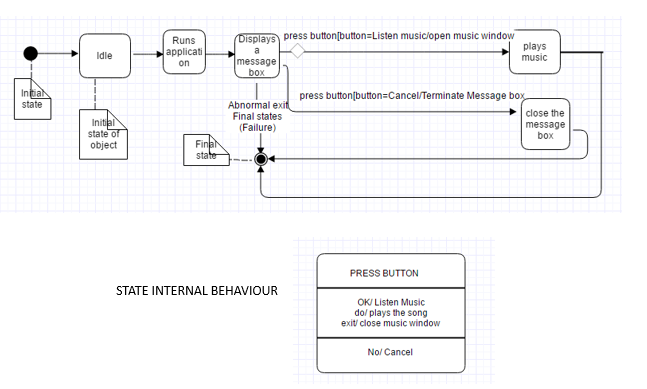 press button[button=Listen music/open music window
Displays
a
message
box
Runs
applicati
on
Idle
plays
music
press button[button=Cancel/Terminate Message box
Initial
state
Abnormal exit
Final states
(Failure)
close the
message
box
Initial
state of
object
Final
state
PRESS BUTTON
STATE INTERNAL BEHAVIOUR
OK/ Listen Music
do/ plays the song
exit/ close music window
No/ Cancel